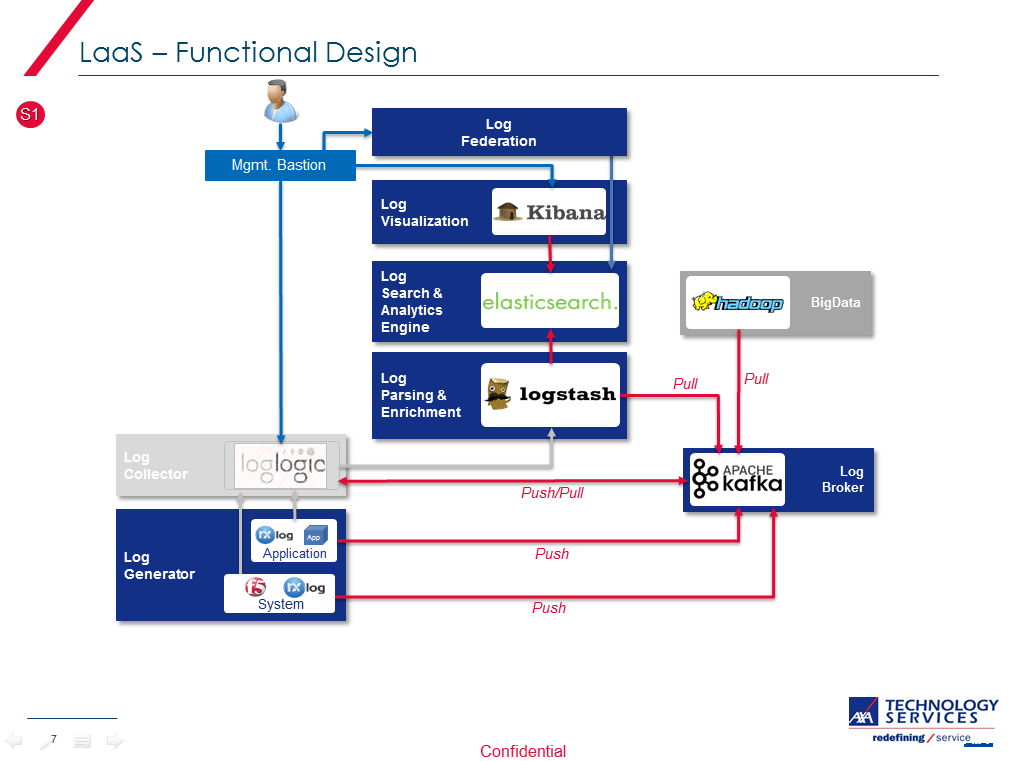 LaaS – Functional Design
S1
Log
Federation
Mgmt. Bastion
Log
Visualization
Kibana
Log
Search &
Analytics
Engine
elasticsearch.
hadoop
BigData
Log
Parsing &
Enrichment
logstash
Pull
Pull
Log
Collector
loglogic
APACHE
kafka
Log
Broker
Push/Pull
Log
Generator
rxlog
App
Application
Push
f5
rxlog
System
Push
AXA
TECHNOLOGY
SERVICES
redefining / service
7
Confidential